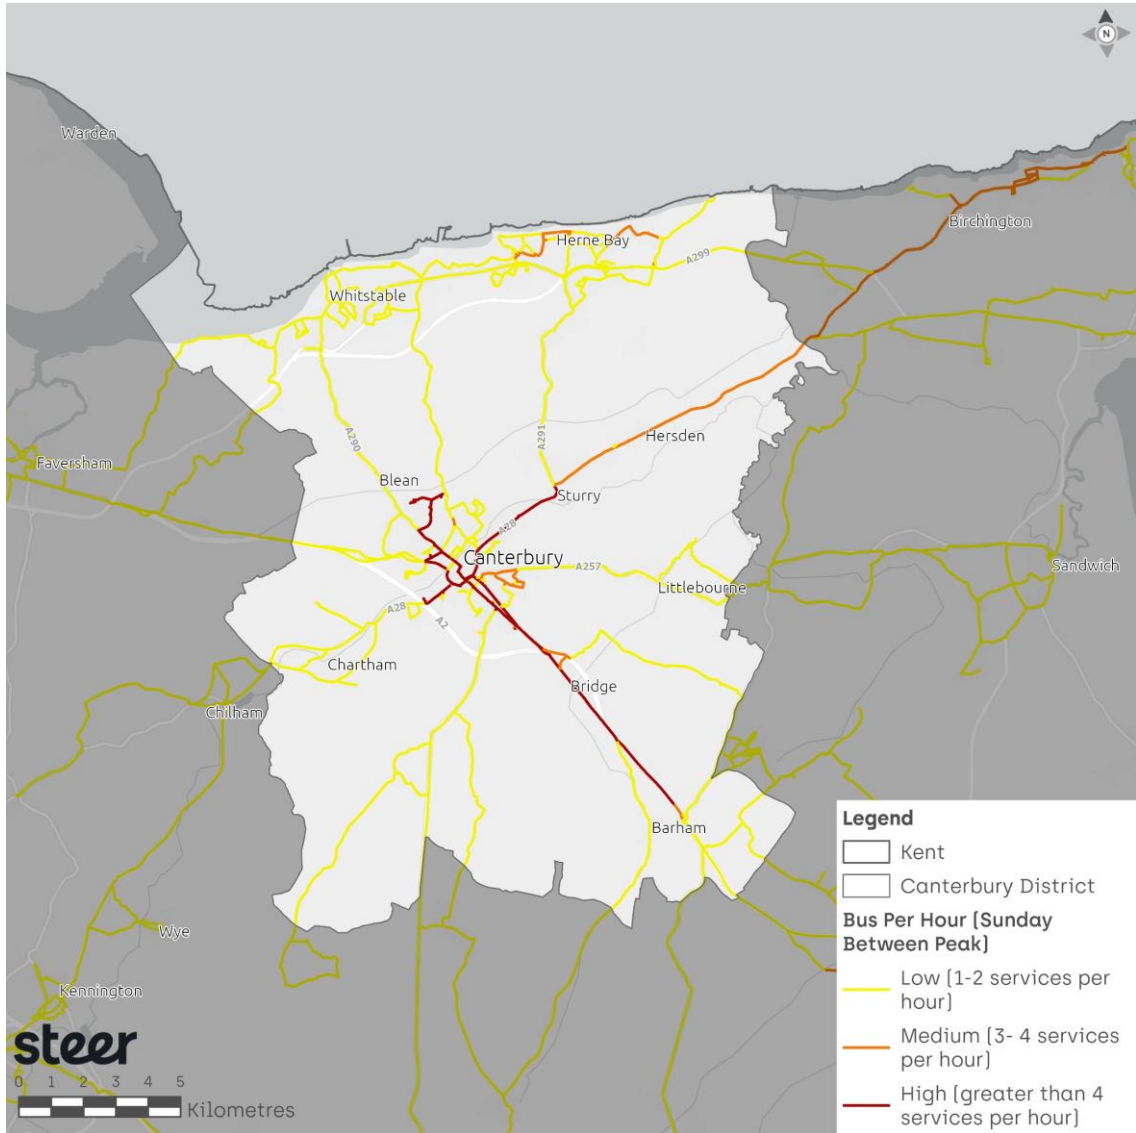 N
Warden
Birchington
Herne Bay
A299
Whitstable
A290
A291
Hersden
Faversham
Blean
Sturry
A28
Canterbury
A257
Sandwich
Littlebourne
A28
A2
Chartham
Bridge
Chilham
Barham
Wye
Kennington
steer
0 1 2 3 4 5
Kilometres
Legend
Kent
Canterbury District
Bus Per Hour (Sunday
Between Peak)
Low (1-2 services per
hour)
Medium (3- 4 services
per hour)
High (greater than 4
services per hour)